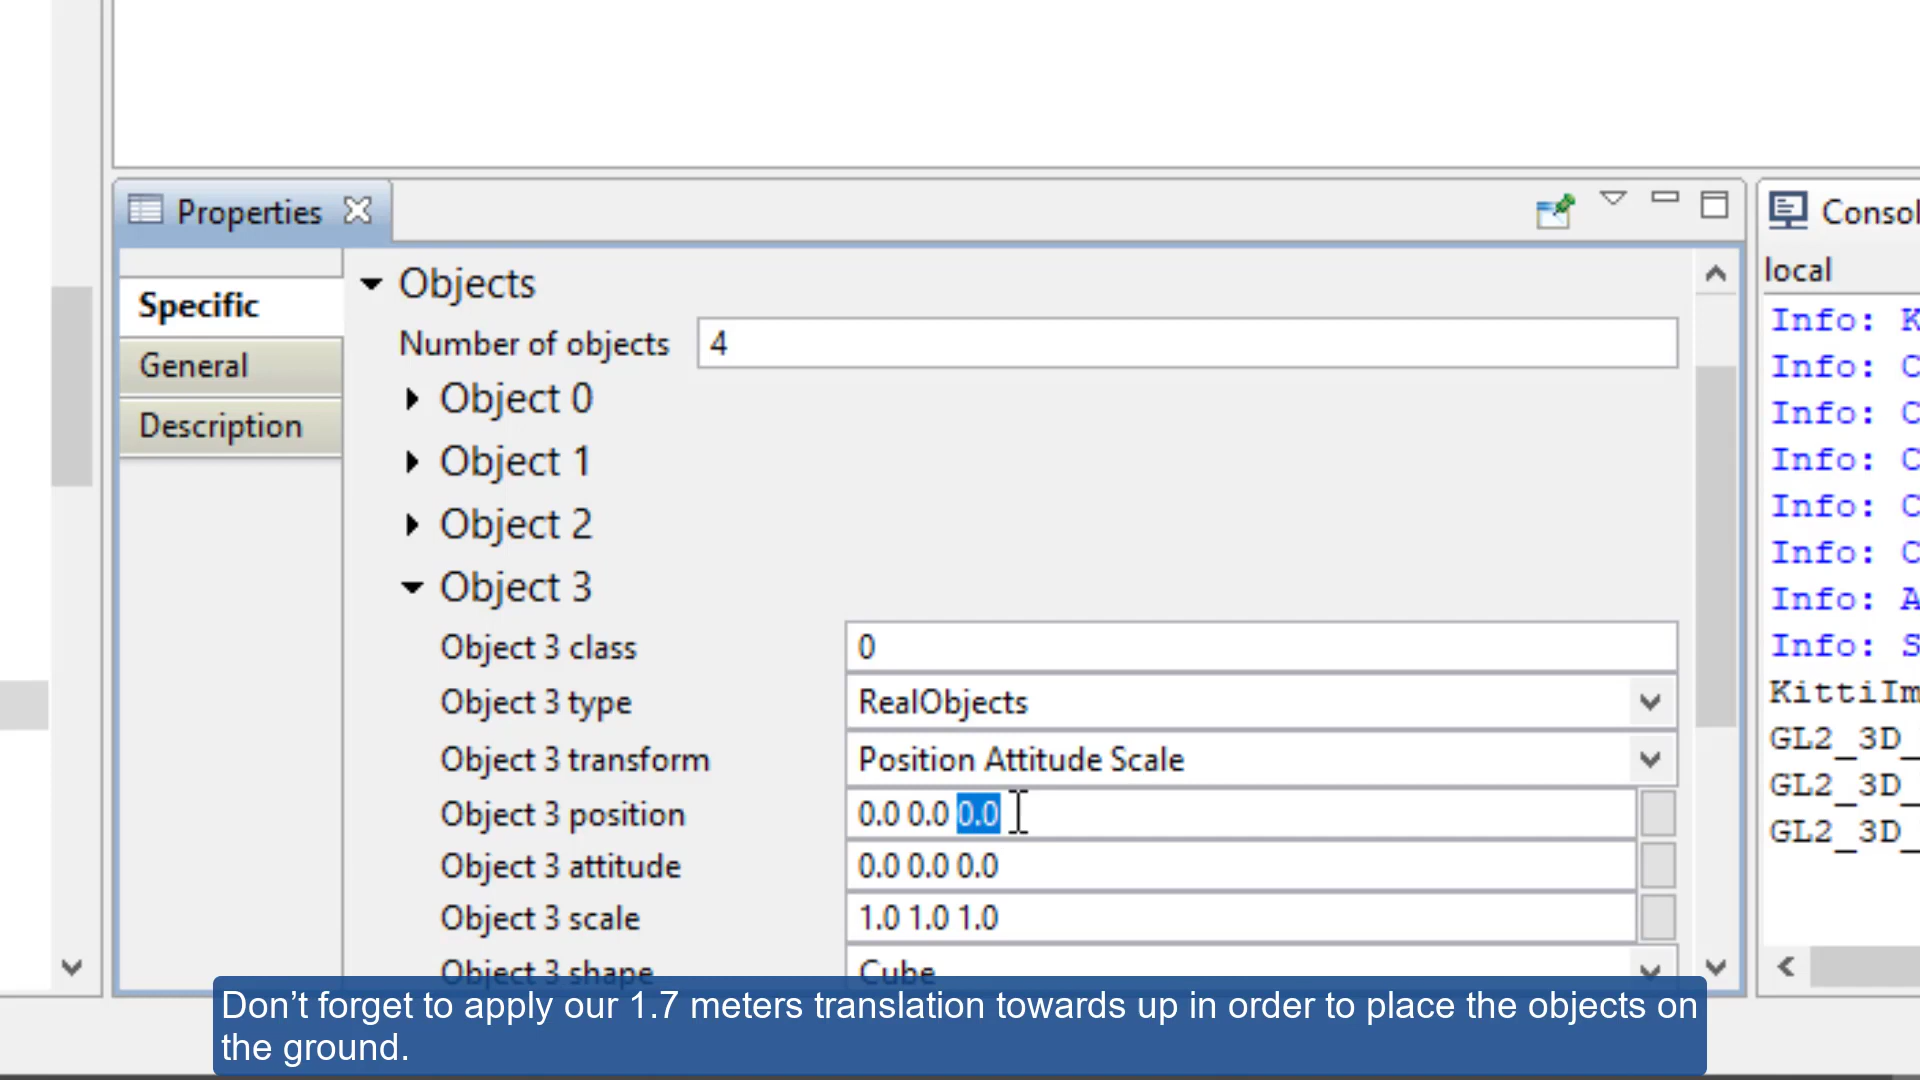 Properties
Consol
Specific
General
Description
Objects
Number of objects 4
Object 0
Object 1
Object 2
Object 3
Object 3 class 0
Object 3 type RealObjects
Object 3 transform Position Attitude Scale
Object 3 position 0.0 0.0 0.0
Object 3 attitude 0.0 0.0 0.0
Object 3 scale 1.0 1.0 1.0
Object 3 shape Cube
local
Info: K
Info: C
Info: C
Info: C
Info: C
Info: C
Info: A
Info: S
KittiIm
GL2_3D_
GL2_3D_
GL2_3D_
Don’t forget to apply our 1.7 meters translation towards up in order to place the objects on
the ground.